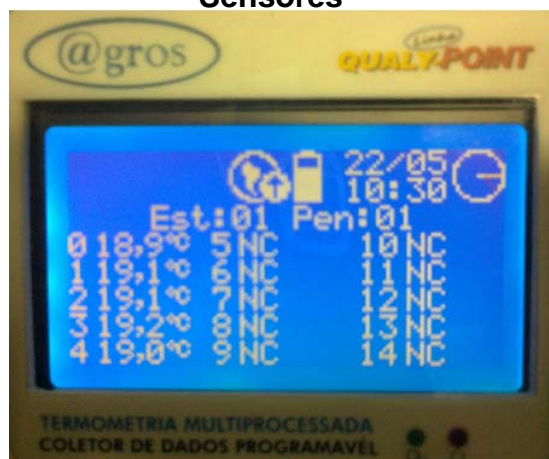 Sensores
@gros
Linha
QUALY-POINT
22/05
10:30
Est:01 Pen:01
0 18,9°C 5 NC 10 NC
1 19,1°C 6 NC 11 NC
2 19,1°C 7 NC 12 NC
3 19,2°C 8 NC 13 NC
4 19,0°C 9 NC 14 NC
TERMOMETRIA MULTIPROCESSADA
COLETOR DE DADOS PROGRAMAVÉL